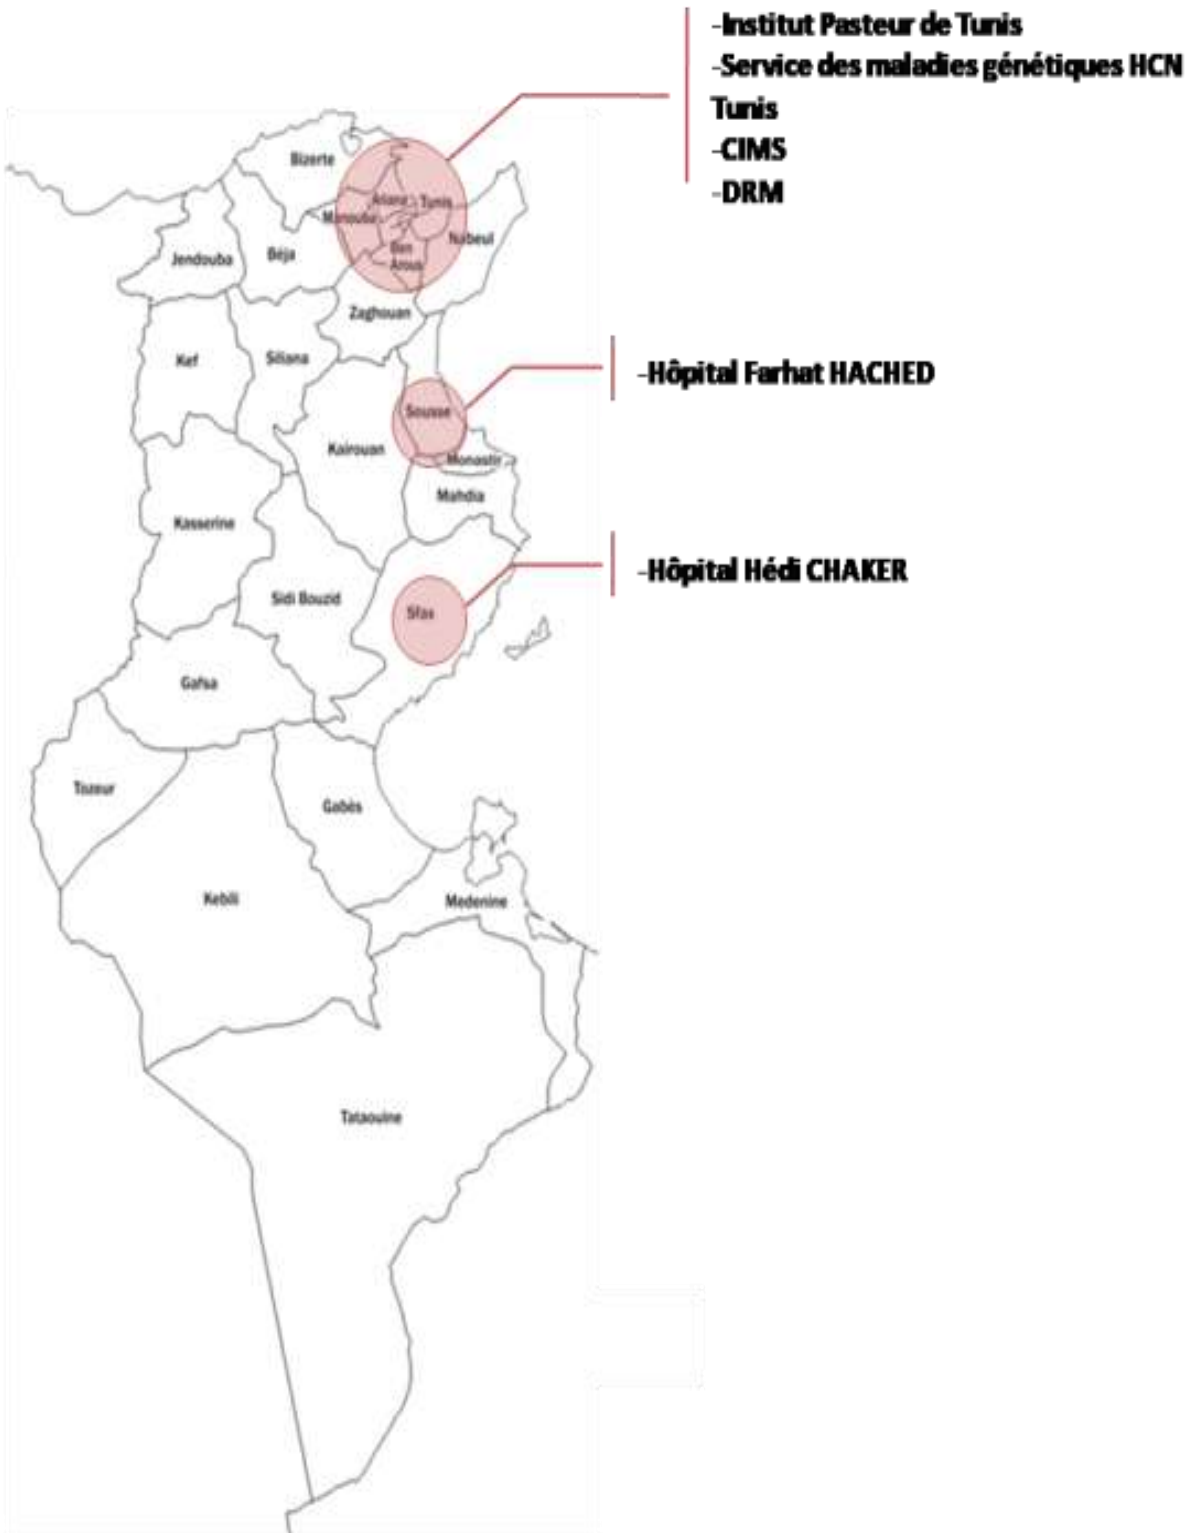 -Institut Pasteur de Tunis
-Service des maladies génétiques HCN
Tunis
-CIMS
-DRM
Bizerte
Ariana
Tunis
Manouba
Nabeul
Ben
Arous
Béja
Jendouba
Zaghouan
Kef
Siliana
-Hôpital Farhat HACHED
Sousse
Kairouan
Monastir
Mahdia
Kasserine
-Hôpital Hédi CHAKER
Sidi Bouzid
Sfax
Gafsa
Tozeur
Gabès
Kebili
Medenine
Tataouine